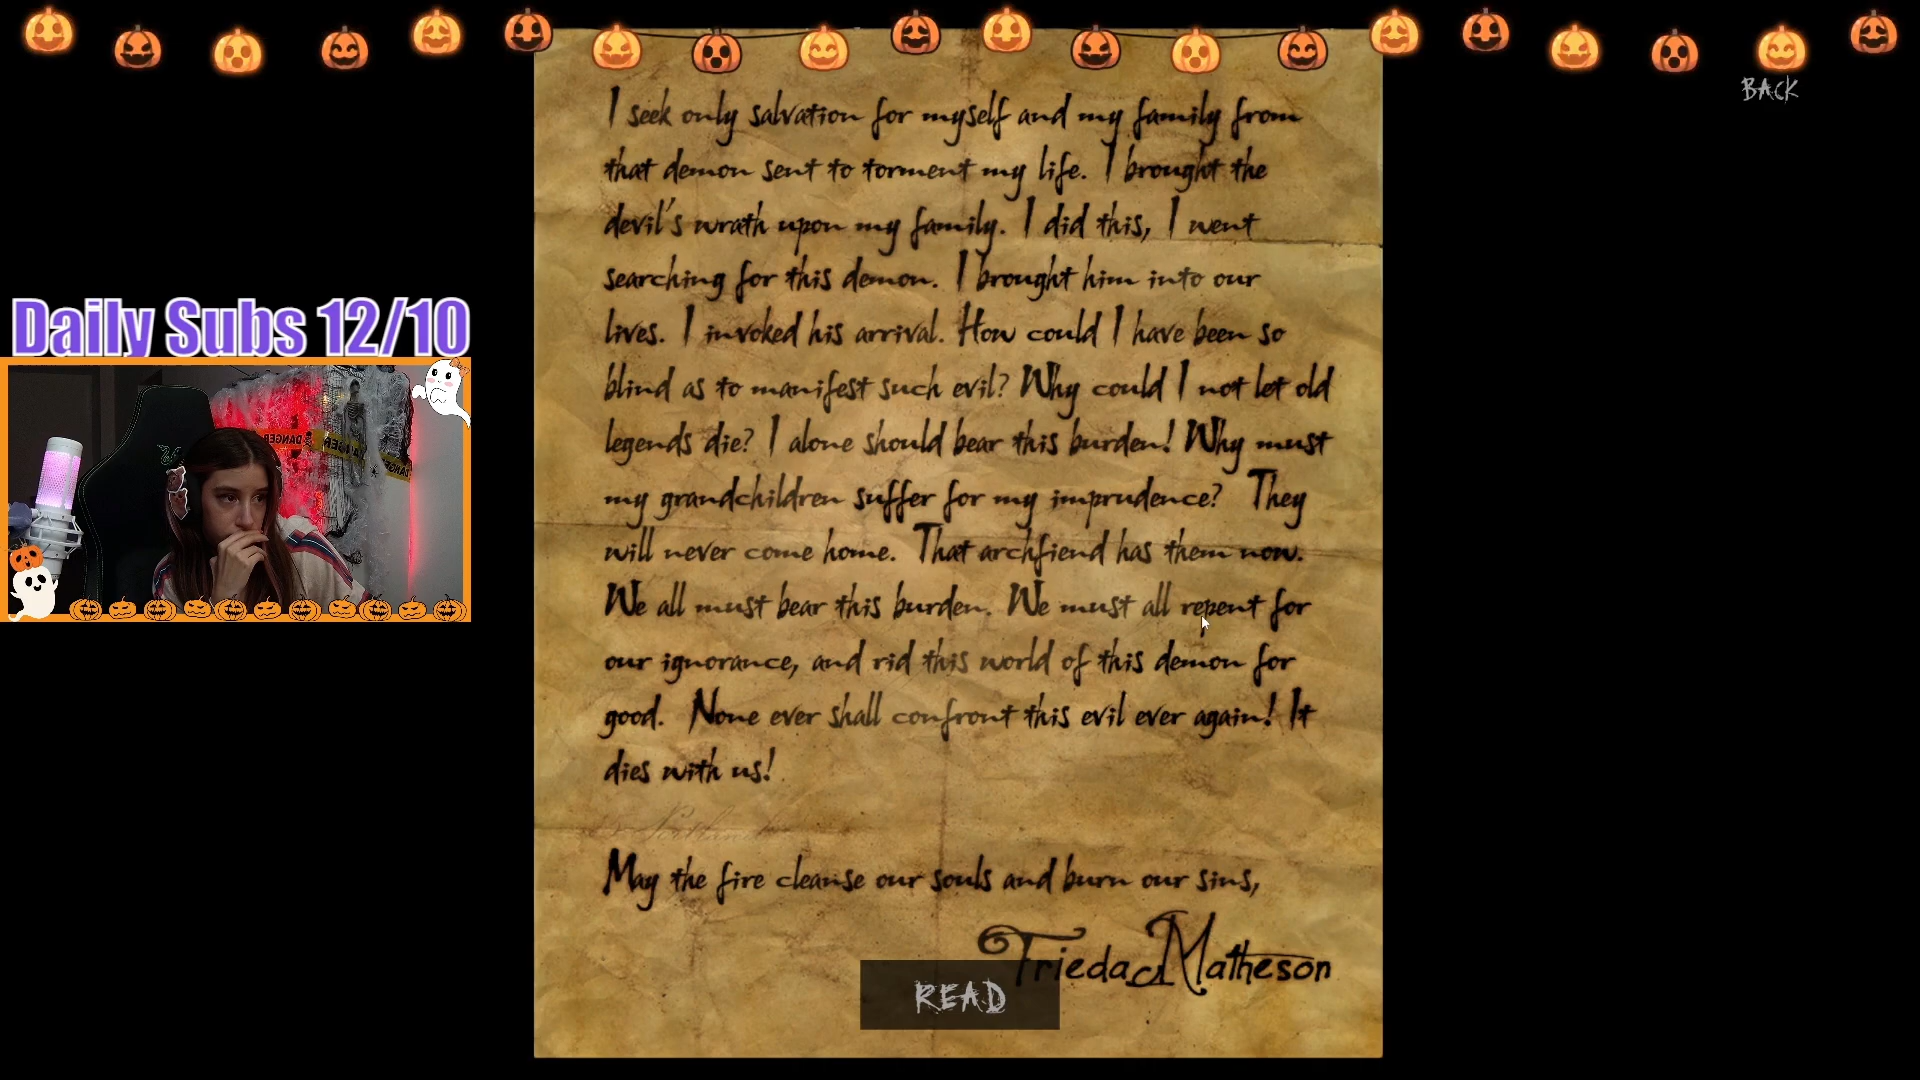 BACK
I seek only salvation for myself and my family from
that demon sent to torment my life. I brought the
devil's wrath upon my family. I did this, I went
searching for this demon. I brought him into our
lives. I invoked his arrival. How could I have been so
blind as to manifest such evil? Why could I not let old
legends die? I alone should bear this burden! Why must
my grandchildren suffer for my imprudence? They
will never come home. That archfiend has them now.
We all must bear this burden. We must all repent for
our ignorance, and rid this world of this demon for
good. None ever shall confront this evil ever again! It
dies with us!
May the fire cleanse our souls and burn our sins,
Frieda Matheson
READ
Daily Subs 12/10
DANGER